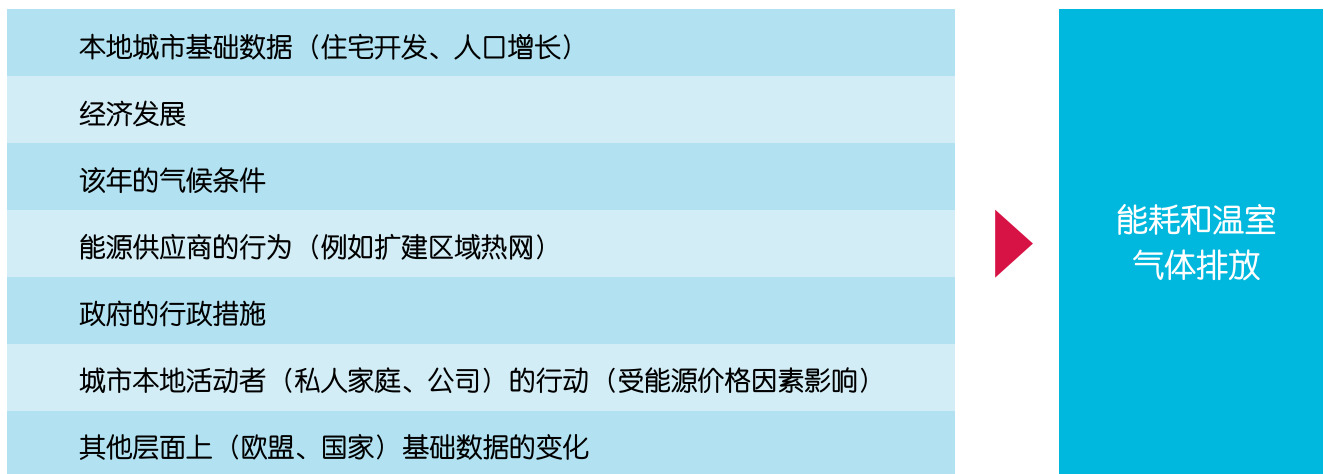 本地城市基础数据（住宅开发、人口增长）
经济发展
该年的气候条件
能源供应商的行为（例如扩建区域热网）
政府的行政措施
城市本地活动者（私人家庭、公司）的行动（受能源价格因素影响）
其他层面上（欧盟、国家）基础数据的变化
能耗和温室
气体排放